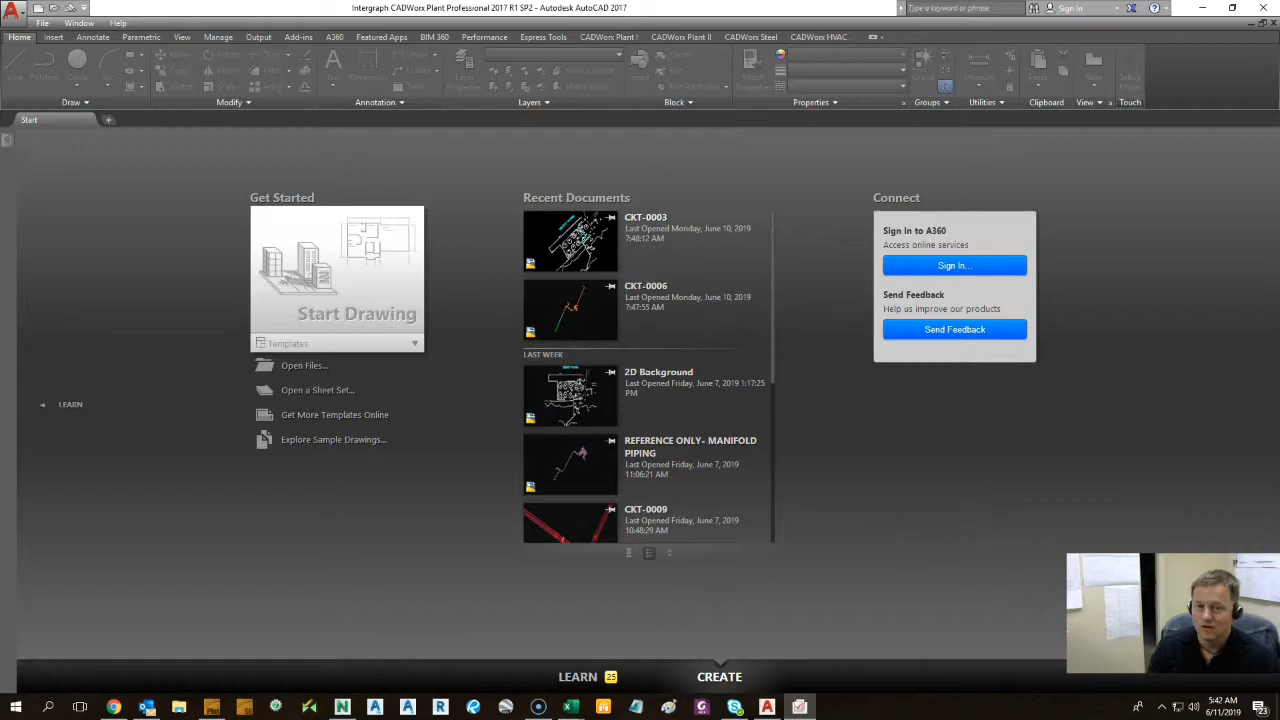 Intergraph CADWorx Plant Professional 2017 R1 SP2 - Autodesk AutoCAD 2017
Type a keyword or phrase
Sign In
File Window Help
Home Insert Annotate Parametric View Manage Output Add-ins A360 Featured Apps BIM 360 Performance Express Tools CADWorx Plant I CADWorx Plant II CADWorx Steel CADWorx HVAC
Draw Modify Annotation Layers Block Properties Groups Utilities Clipboard View Touch
Start
Get Started
Start Drawing
Templates
Open Files...
Open a Sheet Set...
Get More Templates Online
Explore Sample Drawings...
LEARN
Recent Documents
CKT-0003
Last Opened Monday, June 10, 2019
7:48:12 AM
CKT-0006
Last Opened Monday, June 10, 2019
7:47:55 AM
LAST WEEK
2D Background
Last Opened Friday, June 7, 2019 1:17:25
PM
REFERENCE ONLY- MANIFOLD
PIPING
Last Opened Friday, June 7, 2019
11:06:21 AM
CKT-0009
Last Opened Friday, June 7, 2019
10:48:29 AM
Connect
Sign In to A360
Access online services
Sign In...
Send Feedback
Help us improve our products
Send Feedback
LEARN 25 CREATE
5:42 AM
6/11/2019